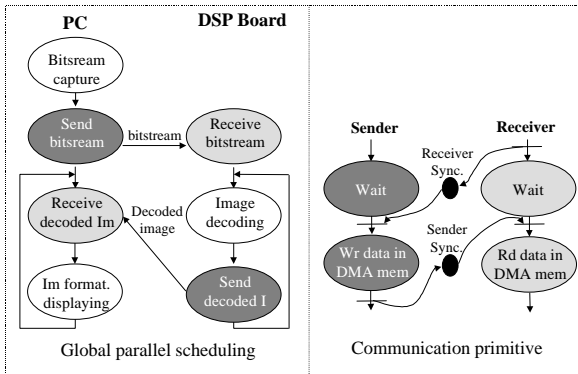 PC
DSP Board
Bitsream
capture
Send
bitsream
bitstream
Receive
bitstream
Receive
decoded Im
Decoded
image
Image
decoding
Im format.
displaying
Send
decoded I
Global parallel scheduling
Sender
Receiver
Receiver
Sync.
Wait
Wait
Sender
Sync.
Wr data in
DMA mem
Rd data in
DMA mem
Communication primitive